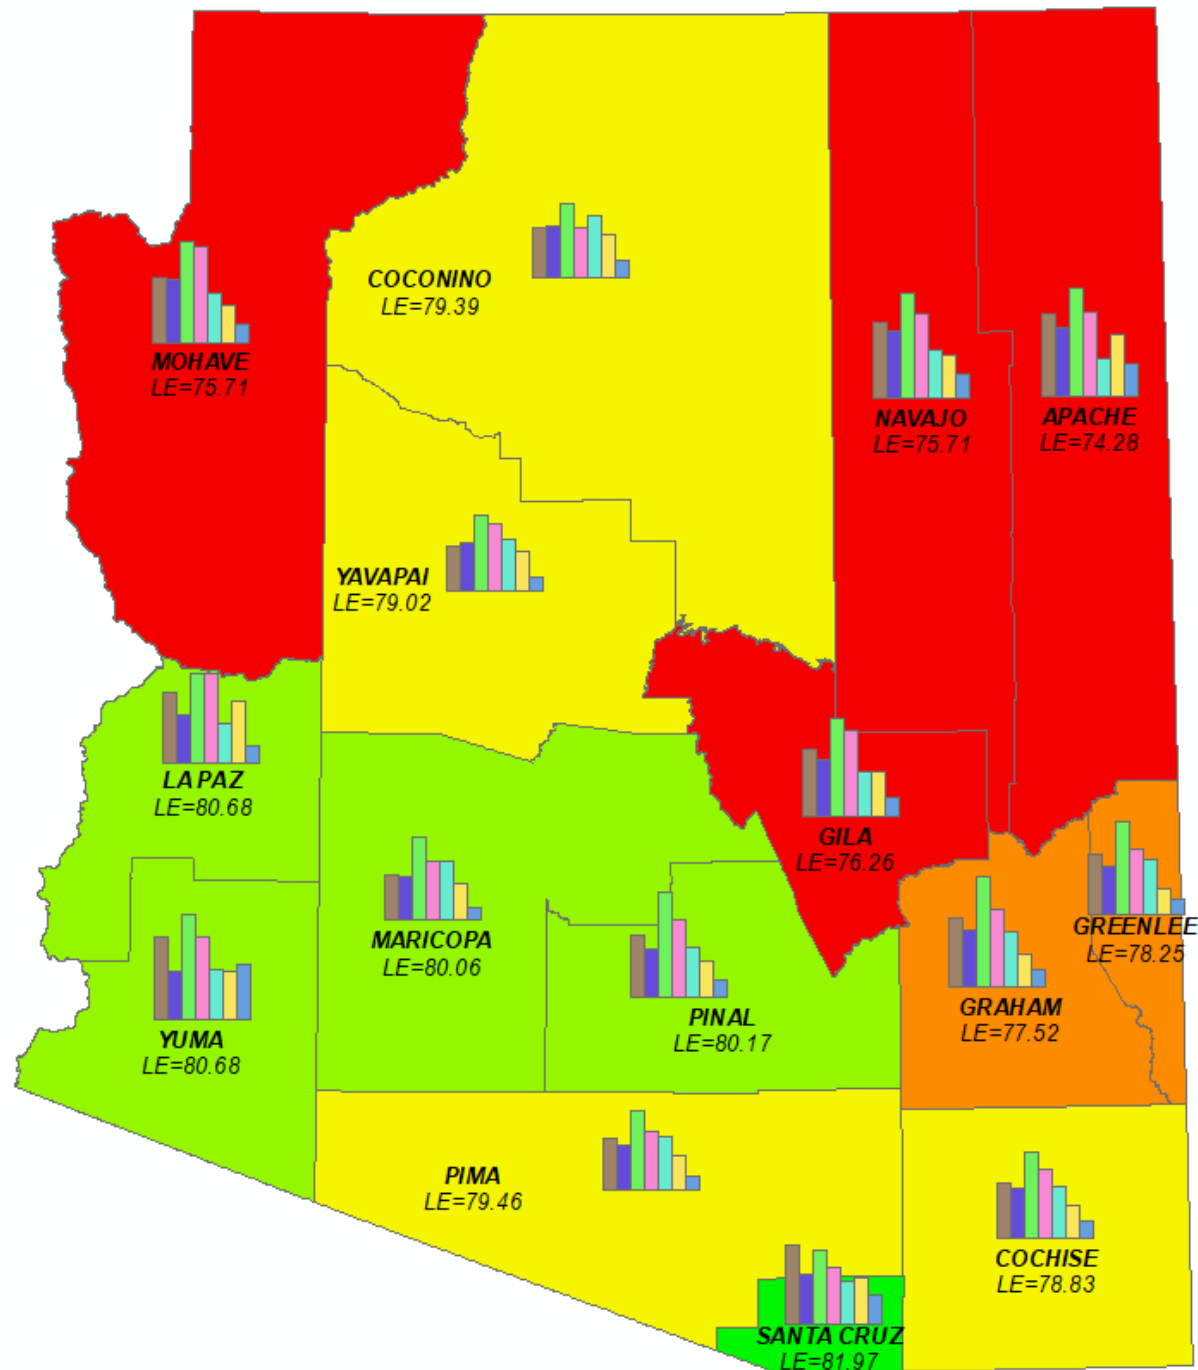 COCONINO
LE=79.39
MOHAVE
LE=75.71
NAVAJO
LE=75.71
APACHE
LE=74.28
YAVAPAI
LE=79.02
LA PAZ
LE=80.68
GILA
LE=76.26
MARICOPA
LE=80.06
GREENLEE
LE=78.25
YUMA
LE=80.68
PINAL
LE=80.17
GRAHAM
LE=77.52
PIMA
LE=79.46
COCHISE
LE=78.83
SANTA CRUZ
LE=81.97